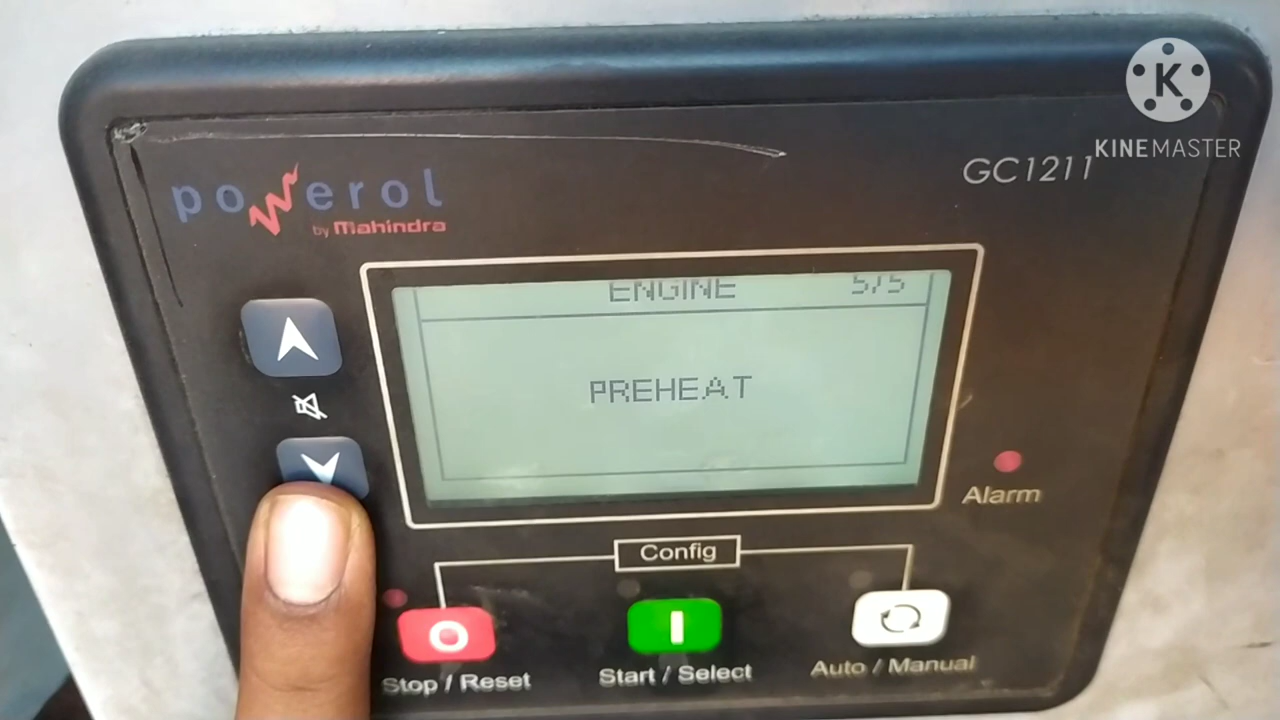 K
KINEMASTER
powerol
by Mahindra
GC1211
ENGINE 5/5
PREHEAT
Alarm
Config
Stop / Reset
Start / Select
Auto / Manual